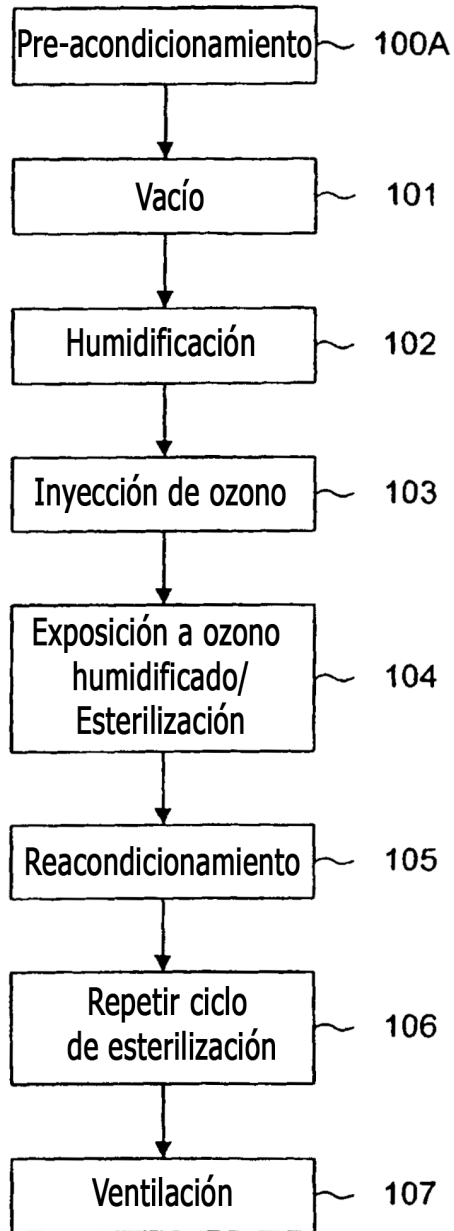 Pre-acondicionamiento 100A
Vacío 101
Humidificación 102
Inyección de ozono 103
Exposición a ozono
humidificado/ 104
Esterilización
Reacondicionamiento 105
Repetir ciclo
de esterilización 106
Ventilación 107